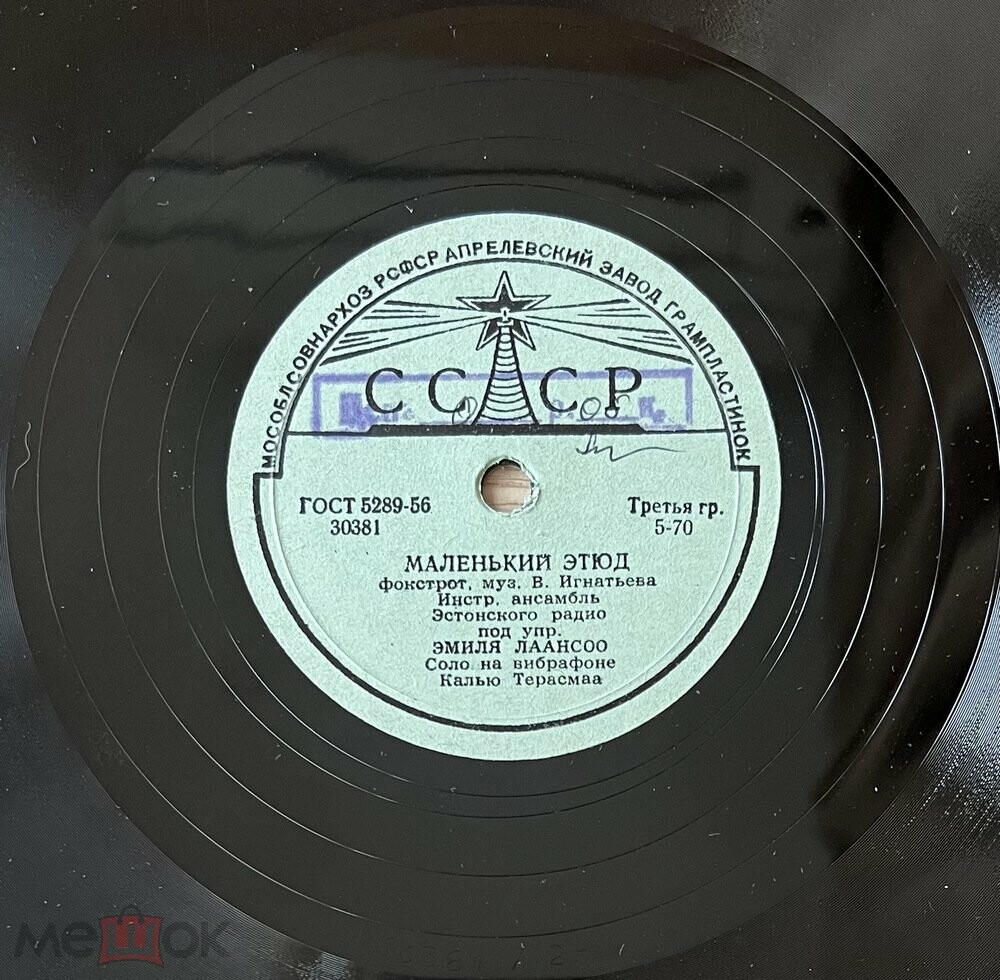 МОСОБЛСОВНАРХОЗ РСФСР АПРЕЛЕВСКИЙ ЗАВОД ГРАМПЛАСТИНОК
СССР
ГОСТ 5289-56
30381
Третья гр.
5-70
МАЛЕНЬКИЙ ЭТЮД
фокстрот, муз. В. Игнатьева
Инстр. ансамбль
Эстонского радио
под упр.
ЭМИЛЯ ЛААНСОО
Соло на вибрафоне
Калью Терасмаа
мешок